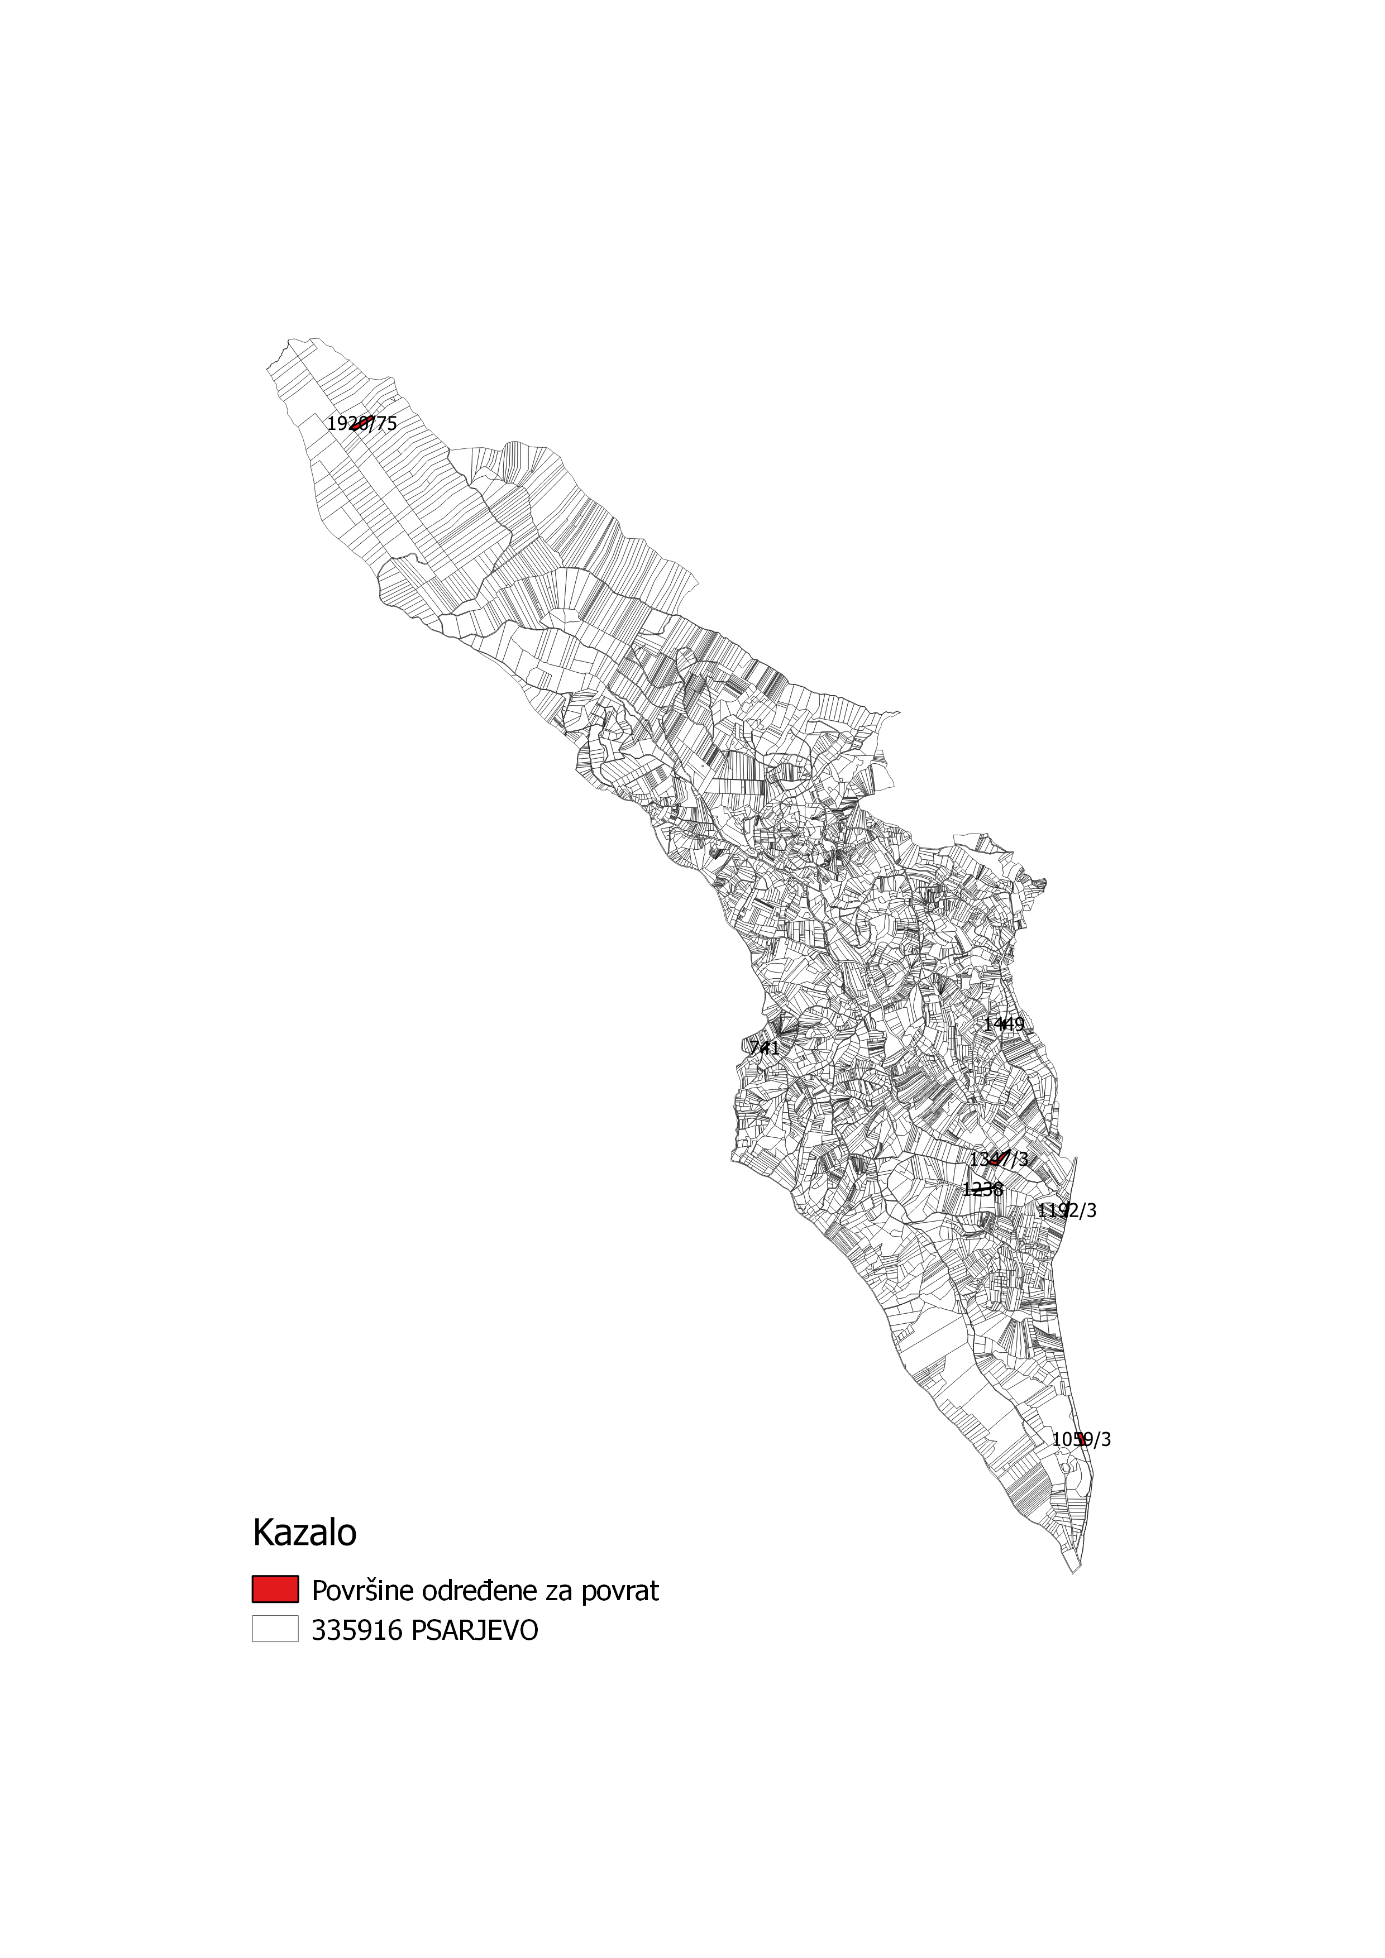 1920/75
1449
741
1347/3
1238
1192/3
1059/3
Kazalo
Površine određene za povrat
335916 PSARJEVO